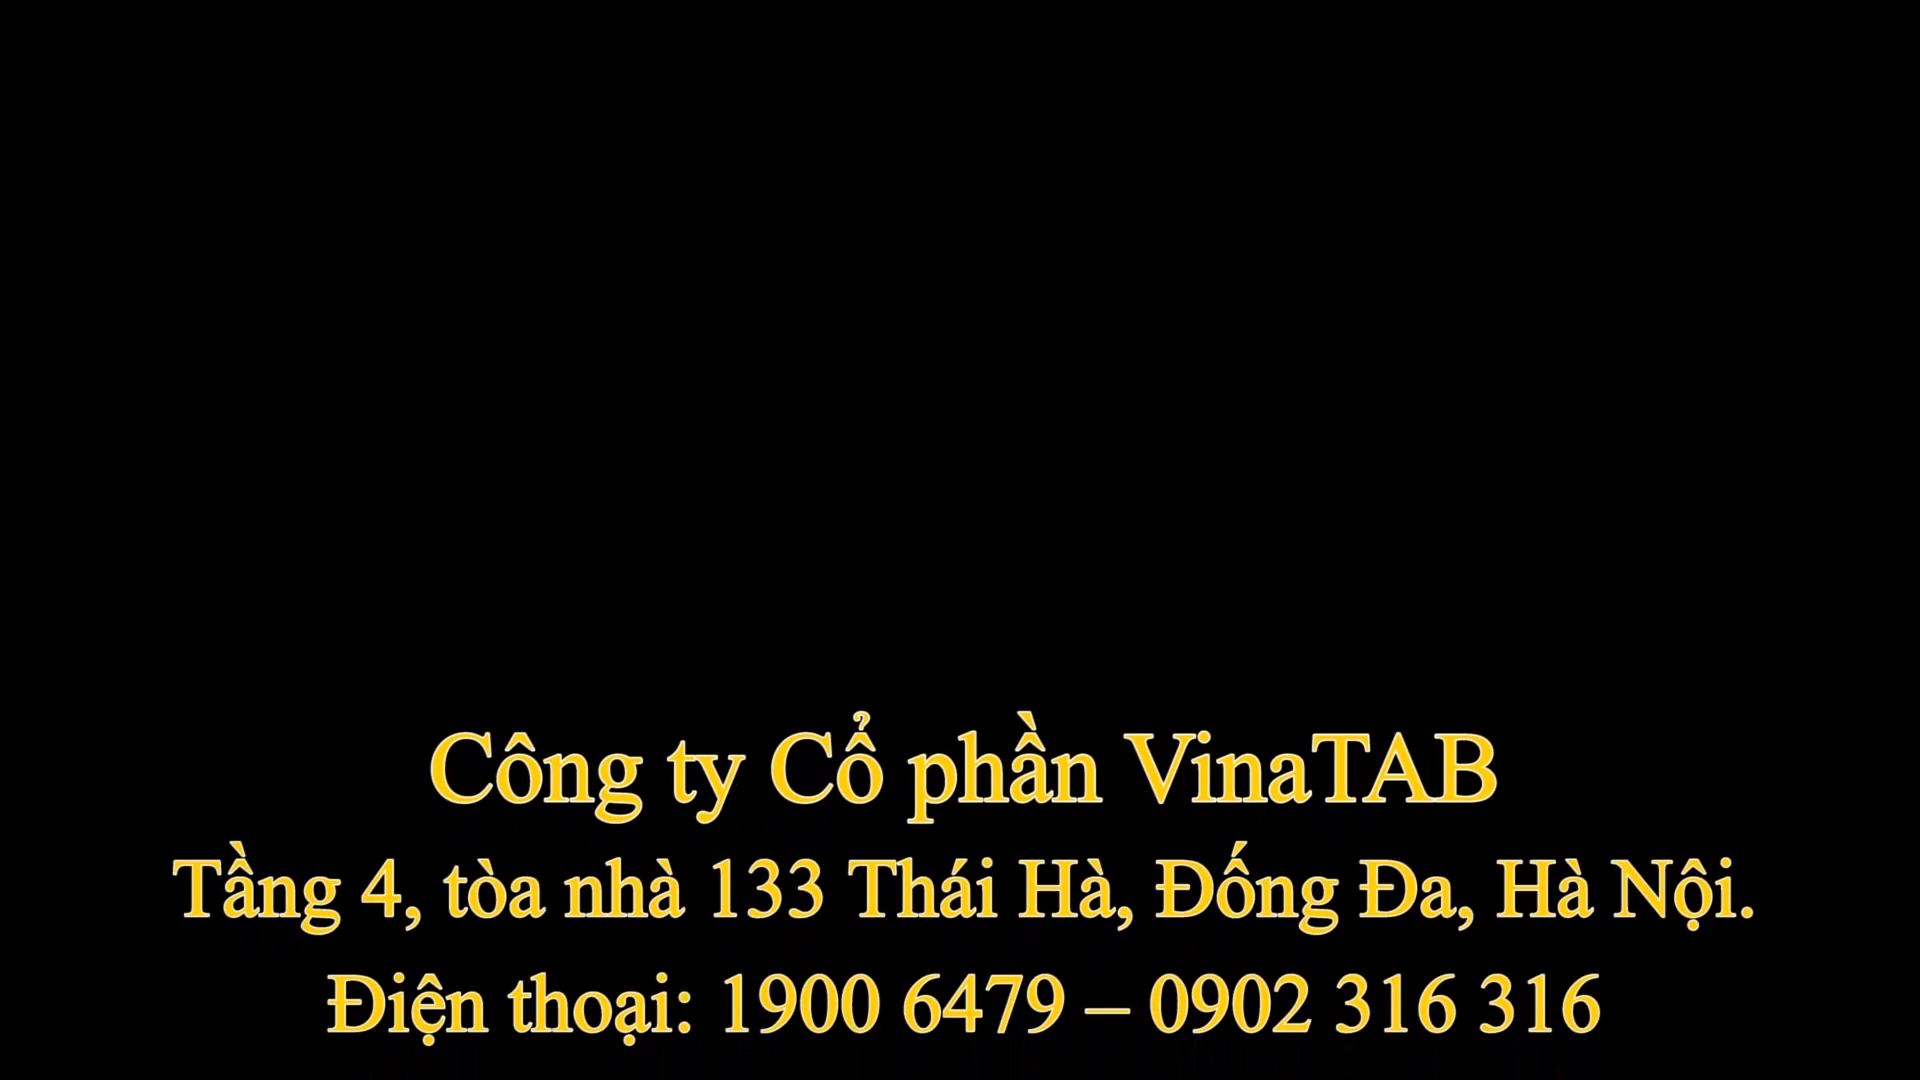 Công ty Cổ phần VinaTAB
Tầng 4, tòa nhà 133 Thái Hà, Đống Đa, Hà Nội.
Điện thoại: 1900 6479 – 0902 316 316